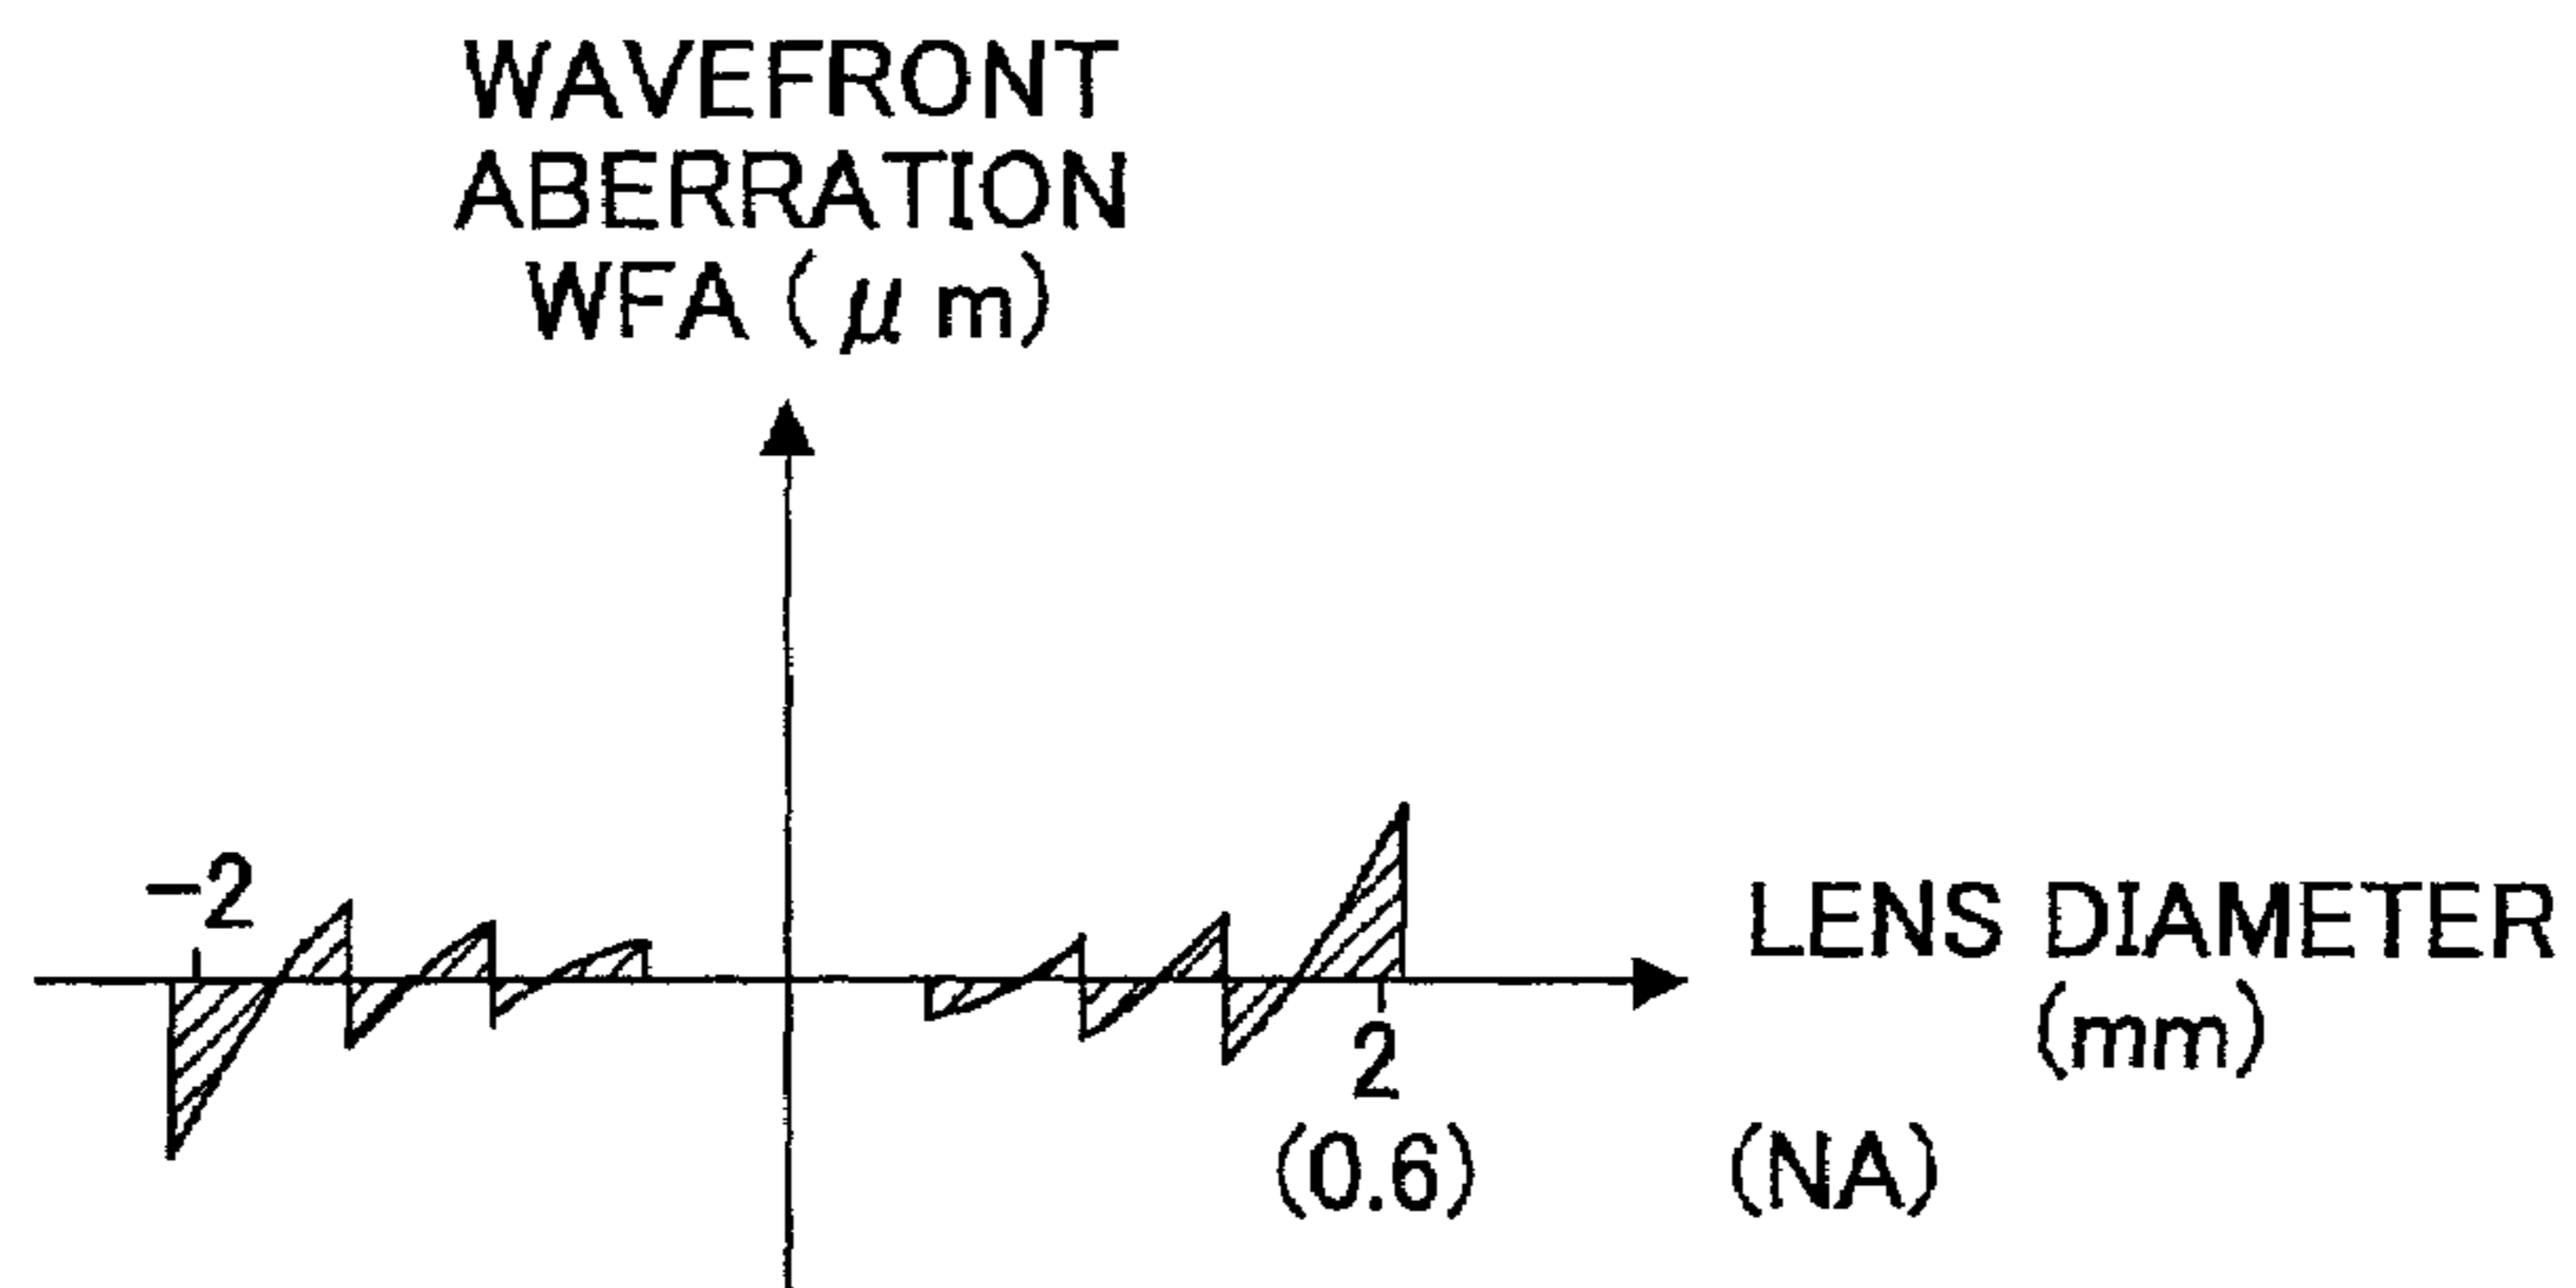 WAVEFRONT
ABERRATION
WFA (μm)
-2
LENS DIAMETER
(mm)
2
(0.6) (NA)